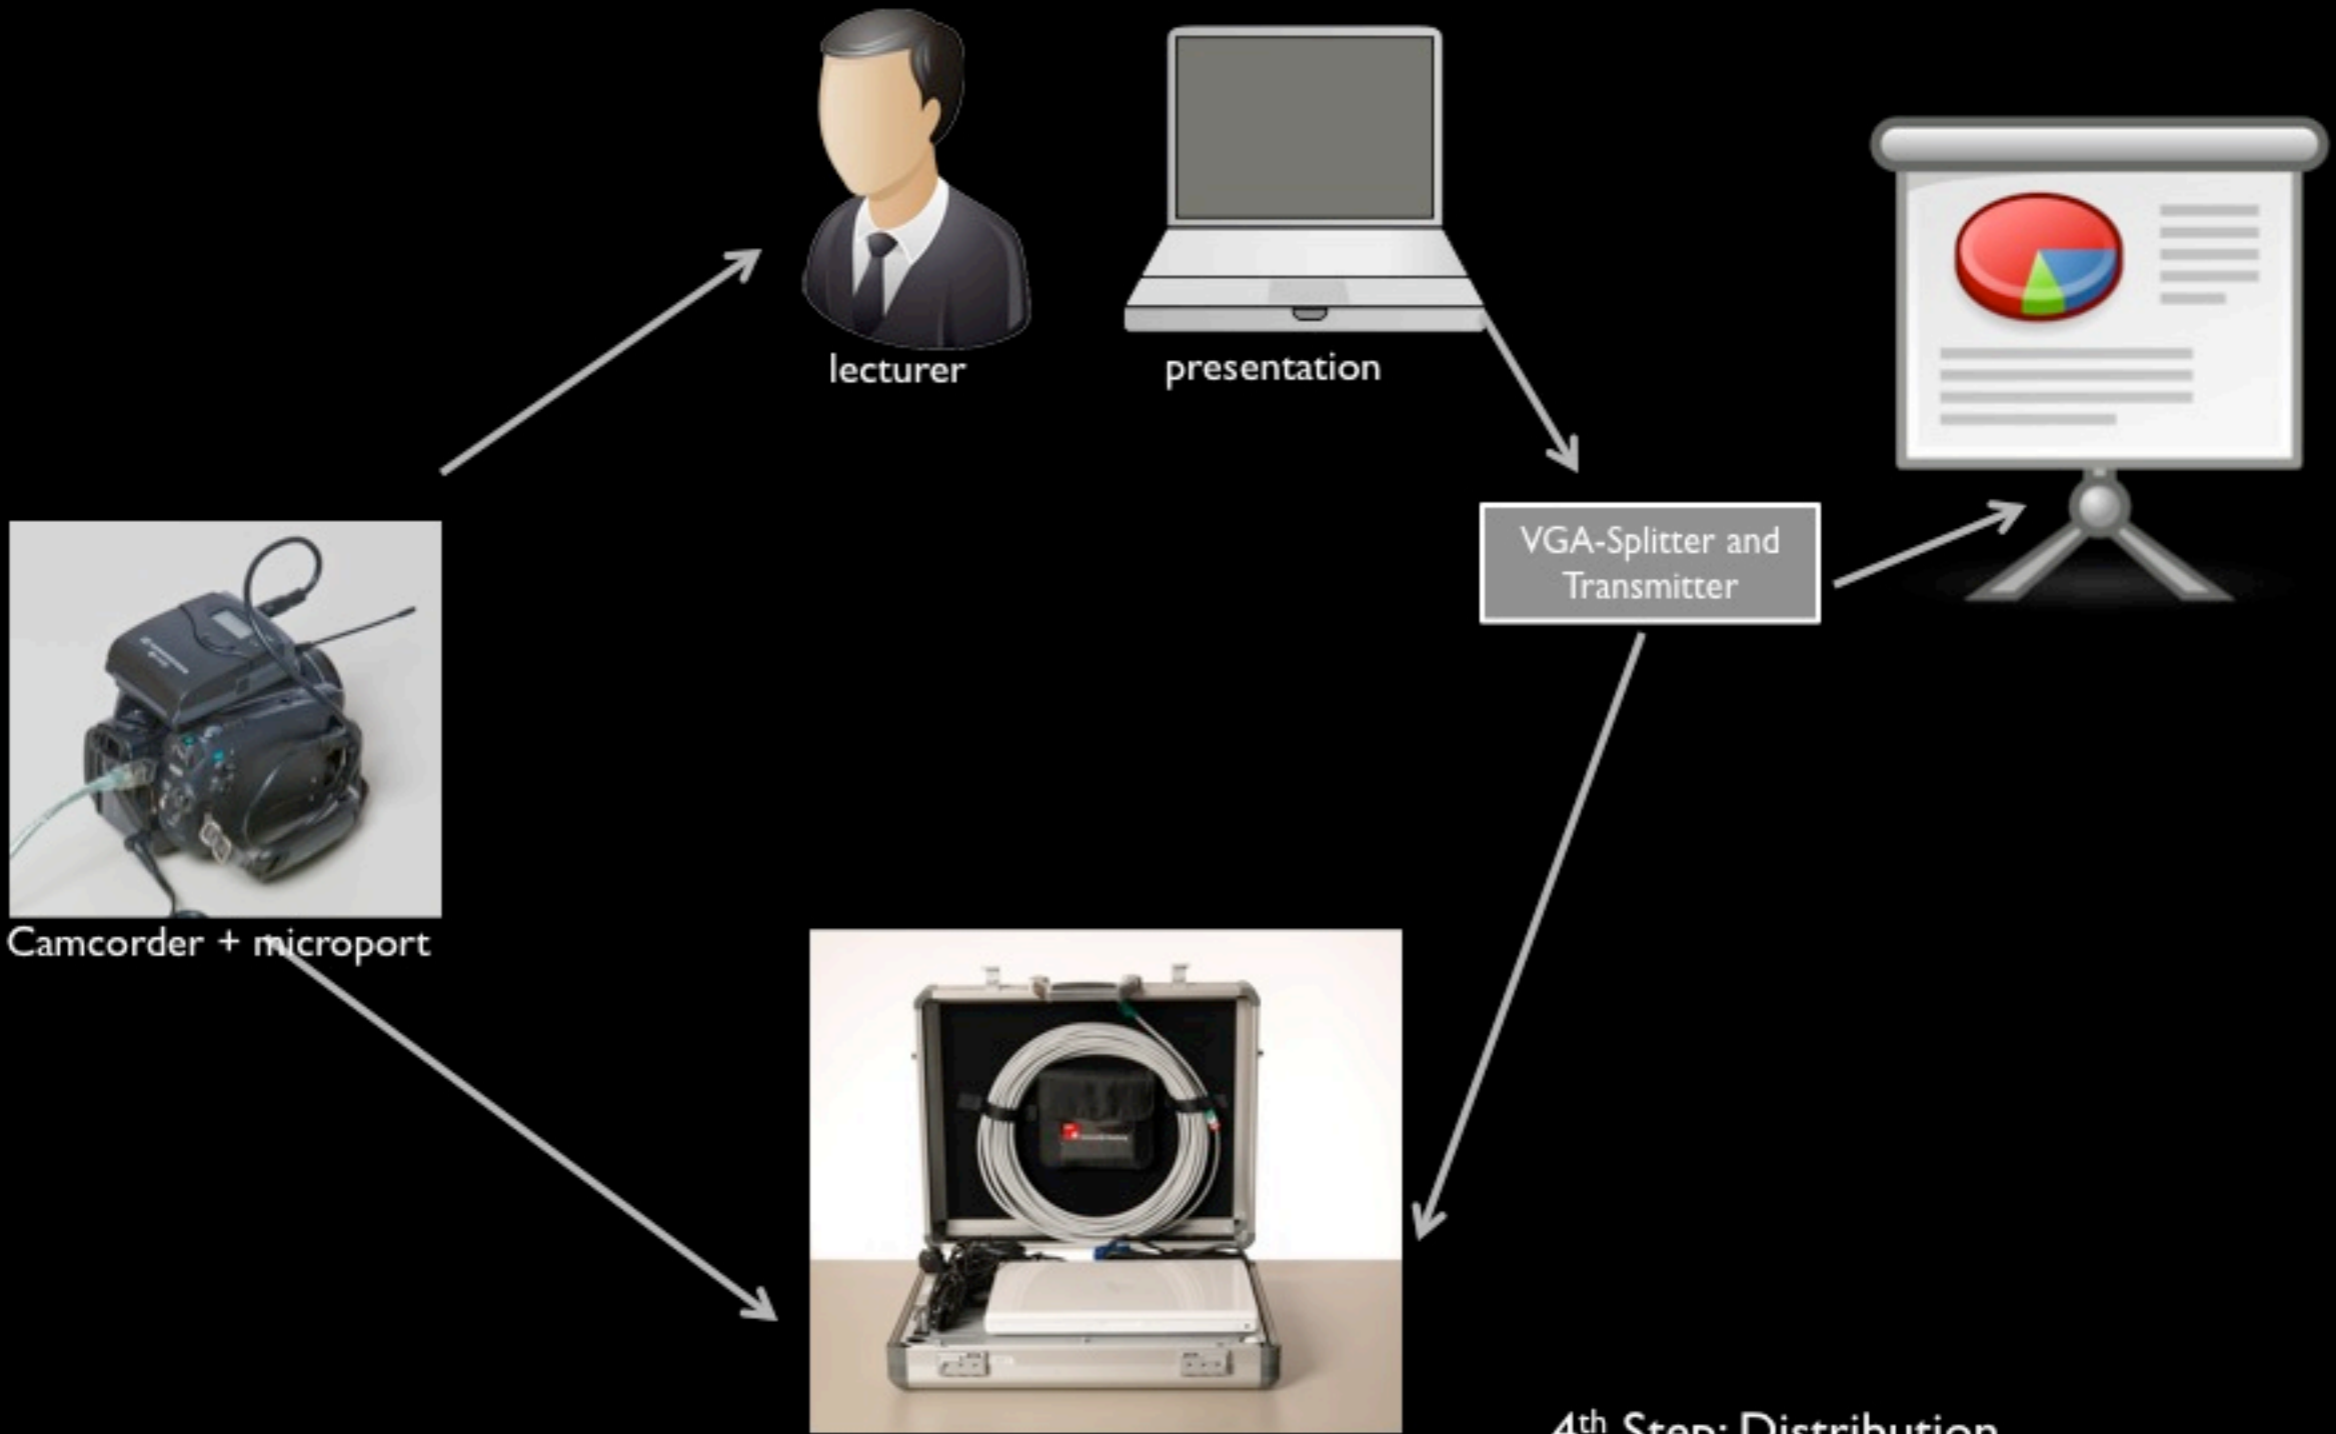 lecturer
presentation
VGA-Splitter and
Transmitter
Camcorder + microport
4th Step: Distribution